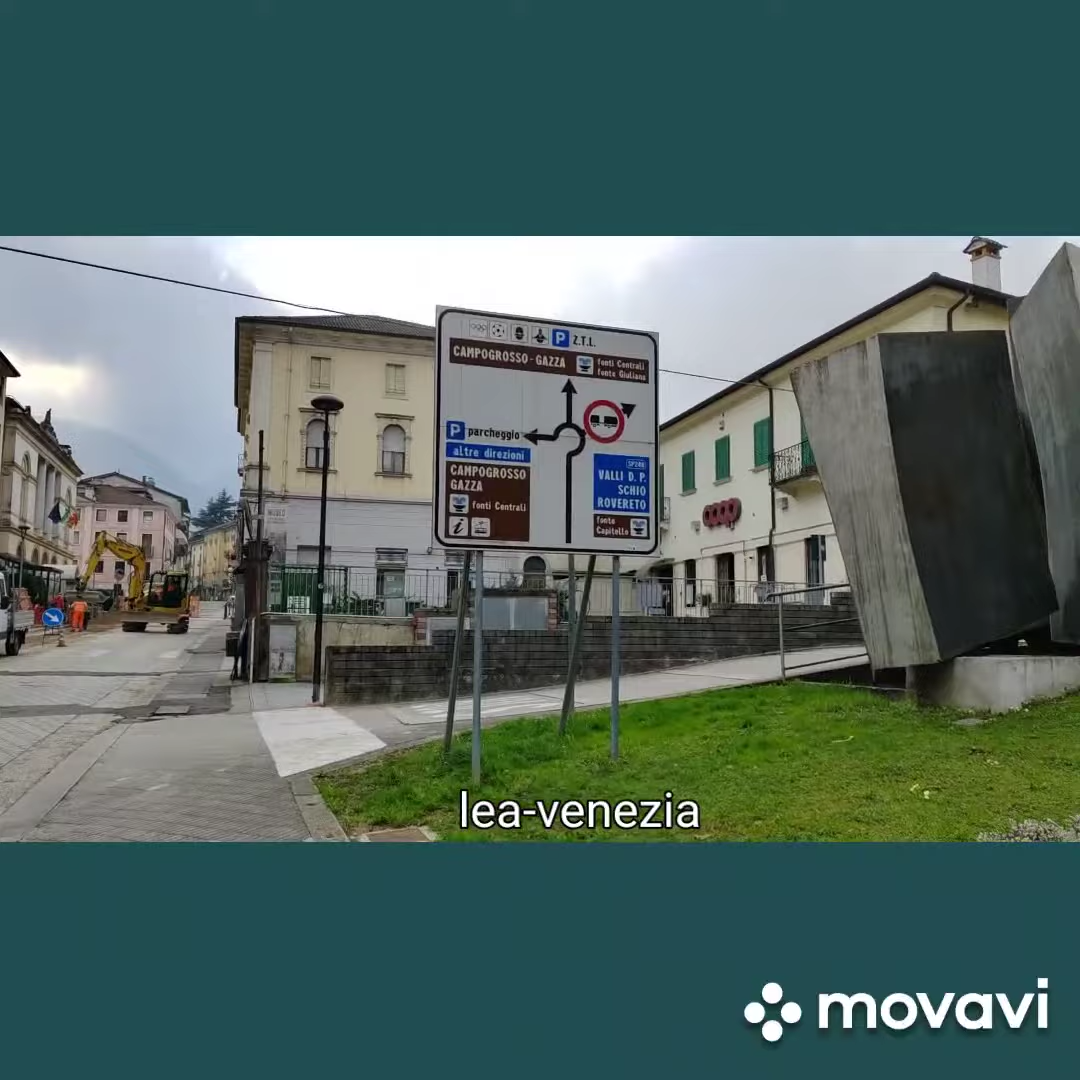 P Z.T.L.
CAMPOGROSSO-GAZZA
fonti Centrali
fonte Giuliana
P parcheggio
altre direzioni
CAMPOGROSSO
GAZZA
fonti Centrali
i
SP246
VALLI D. P.
SCHIO
ROVERETO
fonte
Capitello
coop
lea-venezia
movavi